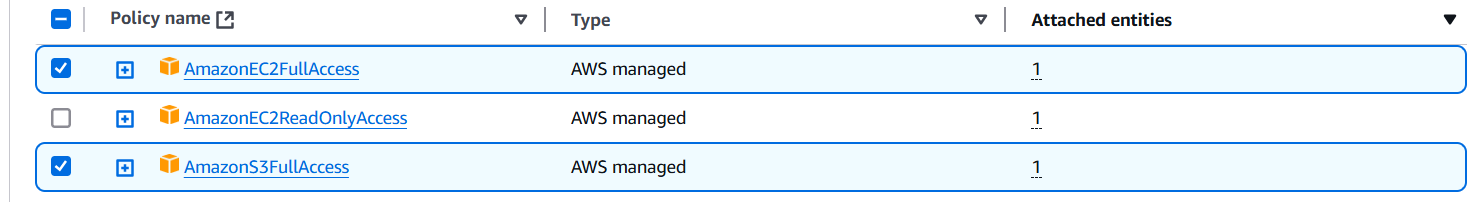 Policy name Type Attached entities
AmazonEC2FullAccess AWS managed 1
AmazonEC2ReadOnlyAccess AWS managed 1
AmazonS3FullAccess AWS managed 1